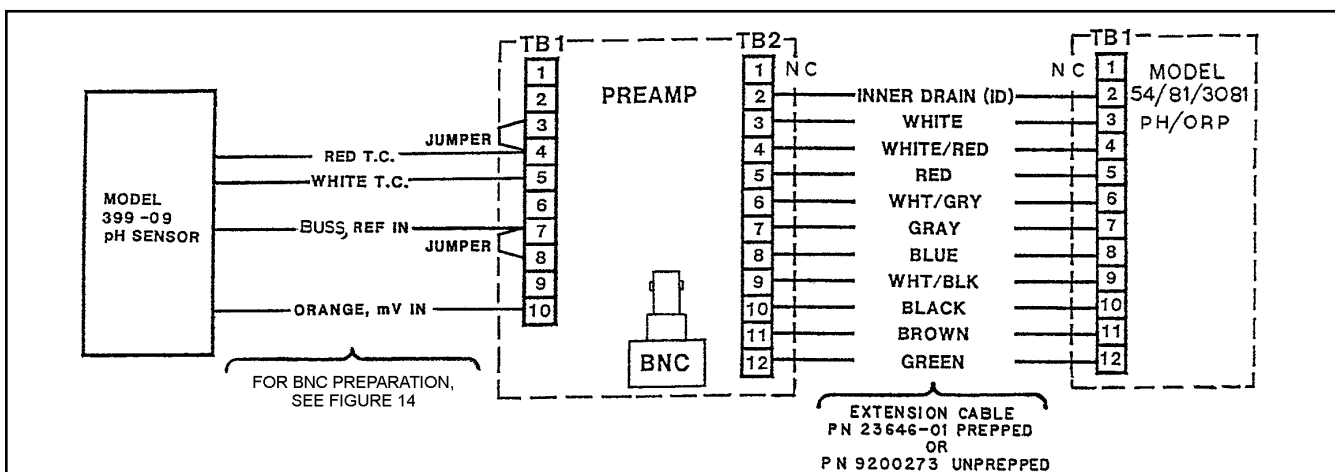 MODEL
399-09
pH SENSOR
RED T.C.
WHITE T.C.
BUSS, REF IN
ORANGE, mV IN
FOR BNC PREPARATION,
SEE FIGURE 14
JUMPER
JUMPER
TB1
1
2
3
4
5
6
7
8
9
10
PREAMP
BNC
TB2
1 NC
2
3
4
5
6
7
8
9
10
11
12
INNER DRAIN (ID)
WHITE
WHITE/RED
RED
WHT/GRY
GRAY
BLUE
WHT/BLK
BLACK
BROWN
GREEN
EXTENSION CABLE
PN 23646-01 PREPPED
OR
PN 9200273 UNPREPPED
TB1
NC 1
2
3
4
5
6
7
8
9
10
11
12
MODEL
54/81/3081
PH/ORP